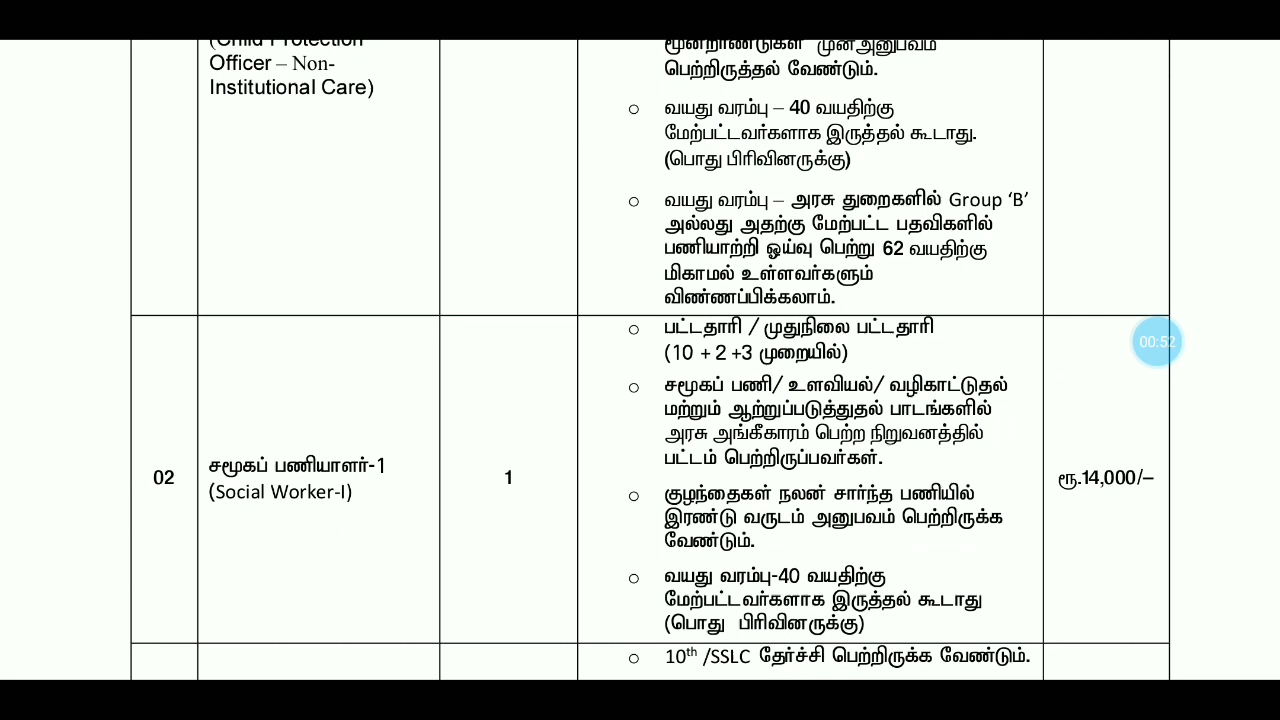 (Child Protection
Officer – Non-
Institutional Care)
மூன்றாண்டுகள் முன்அனுபவம்
பெற்றிருத்தல் வேண்டும்.
○ வயது வரம்பு – 40 வயதிற்கு
மேற்பட்டவர்களாக இருத்தல் கூடாது.
(பொது பிரிவினருக்கு)
○ வயது வரம்பு – அரசு துறைகளில் Group ‘B’
அல்லது அதற்கு மேற்பட்ட பதவிகளில்
பணியாற்றி ஓய்வு பெற்று 62 வயதிற்கு
மிகாமல் உள்ளவர்களும்
விண்ணப்பிக்கலாம்.
02
சமூகப் பணியாளர்-1
(Social Worker-I)
1
○ பட்டதாரி / முதுநிலை பட்டதாரி
(10 + 2 +3 முறையில்)
○ சமூகப் பணி/ உளவியல்/ வழிகாட்டுதல்
மற்றும் ஆற்றுப்படுத்துதல் பாடங்களில்
அரசு அங்கீகாரம் பெற்ற நிறுவனத்தில்
பட்டம் பெற்றிருப்பவர்கள்.
○ குழந்தைகள் நலன் சார்ந்த பணியில்
இரண்டு வருடம் அனுபவம் பெற்றிருக்க
வேண்டும்.
○ வயது வரம்பு-40 வயதிற்கு
மேற்பட்டவர்களாக இருத்தல் கூடாது
(பொது பிரிவினருக்கு)
ரூ.14,000/–
00:52
○ 10th /SSLC தேர்ச்சி பெற்றிருக்க வேண்டும்.